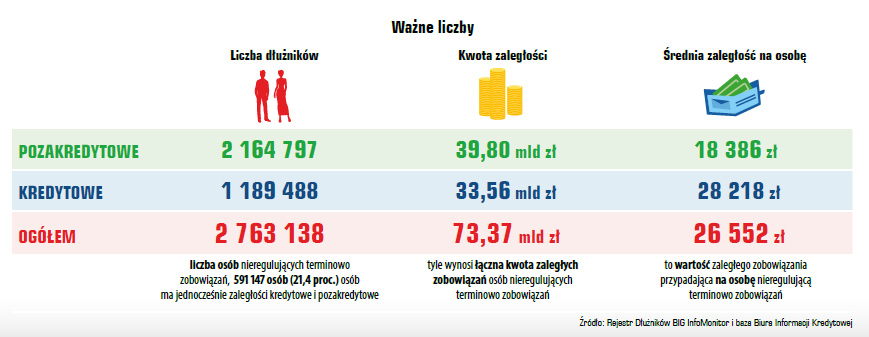 Ważne liczby
Liczba dłużników
Kwota zaległości
Średnia zaległość na osobę
POZAKREDYTOWE 2 164 797 39,80 mld zł 18 386 zł
KREDYTOWE 1 189 488 33,56 mld zł 28 218 zł
OGÓŁEM 2 763 138 73,37 mld zł 26 552 zł
liczba osób nieregulujących terminowo
zobowiązań, 591 147 osób (21,4 proc.) osób
ma jednocześnie zaległości kredytowe i pozakredytowe
tyle wynosi łączna kwota zaległych
zobowiązań osób nieregulujących
terminowo zobowiązań
to wartość zaległego zobowiązania
przypadająca na osobę nieregulującą
terminowo zobowiązań
Źródło: Rejestr Dłużników BIG InfoMonitor i baza Biura Informacji Kredytowej